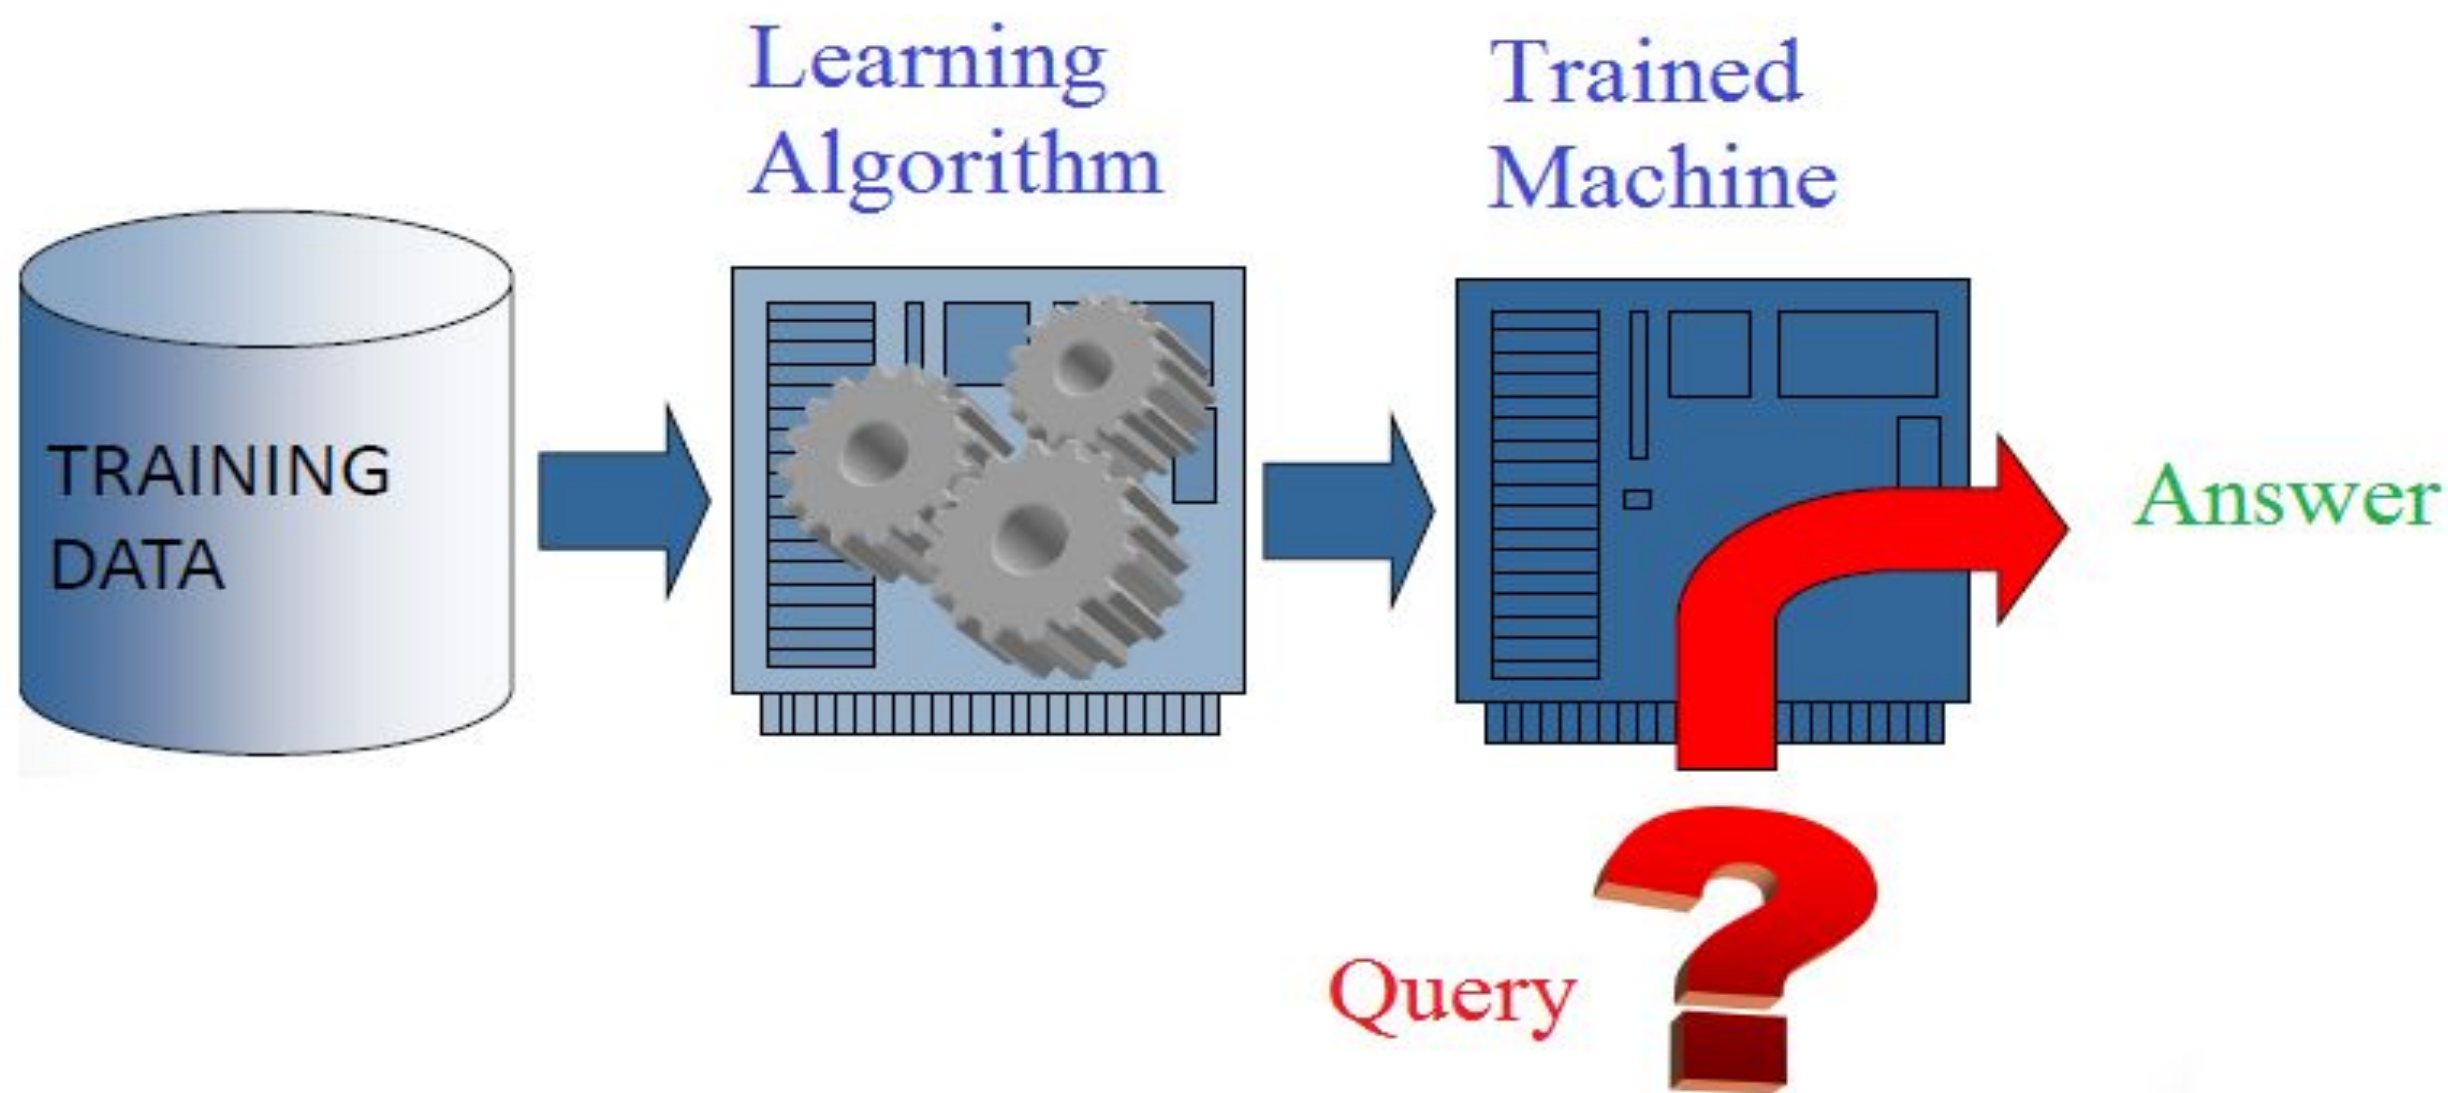 Learning
Algorithm
Trained
Machine
TRAINING
DATA
Answer
Query
?